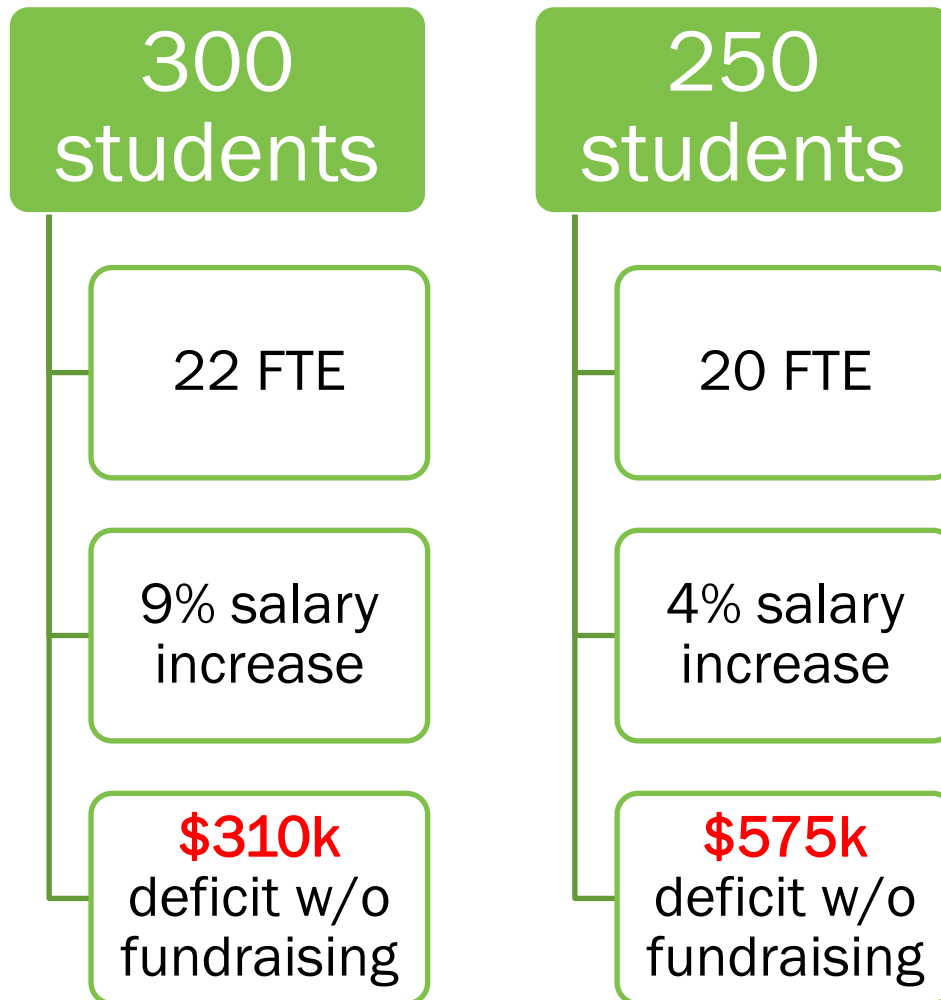 300
students
22 FTE
9% salary
increase
$310k
deficit w/o
fundraising
250
students
20 FTE
4% salary
increase
$575k
deficit w/o
fundraising